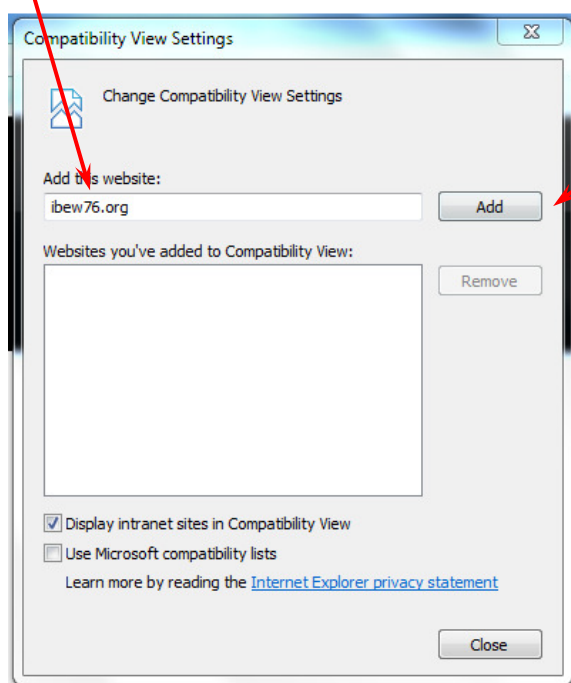 Compatibility View Settings
Change Compatibility View Settings
Add this website:
ibew76.org
Add
Websites you've added to Compatibility View:
Remove
Display intranet sites in Compatibility View
Use Microsoft compatibility lists
Learn more by reading the Internet Explorer privacy statement
Close